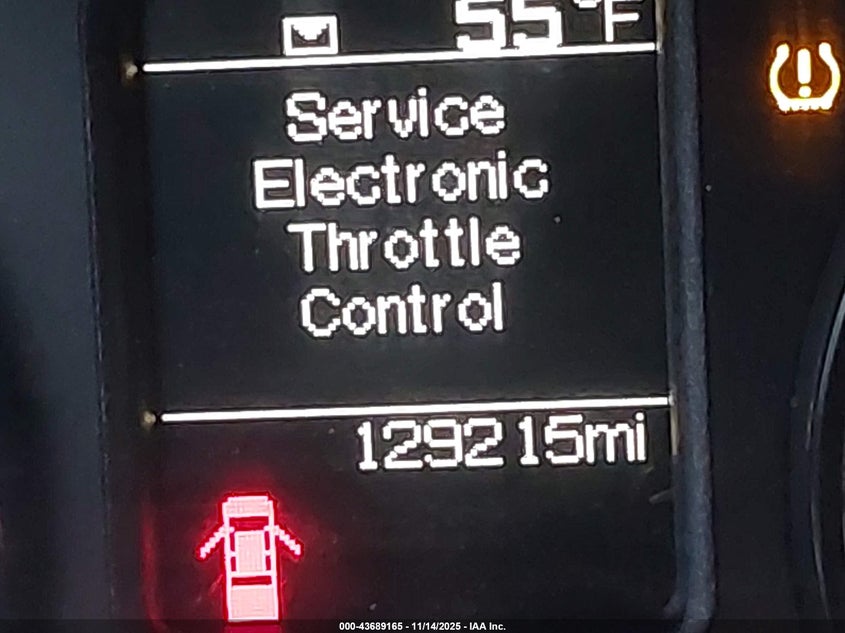 55°F
Service
Electronic
Throttle
Control
129215mi
000-43689165 - 11/14/2025 - IAA Inc.